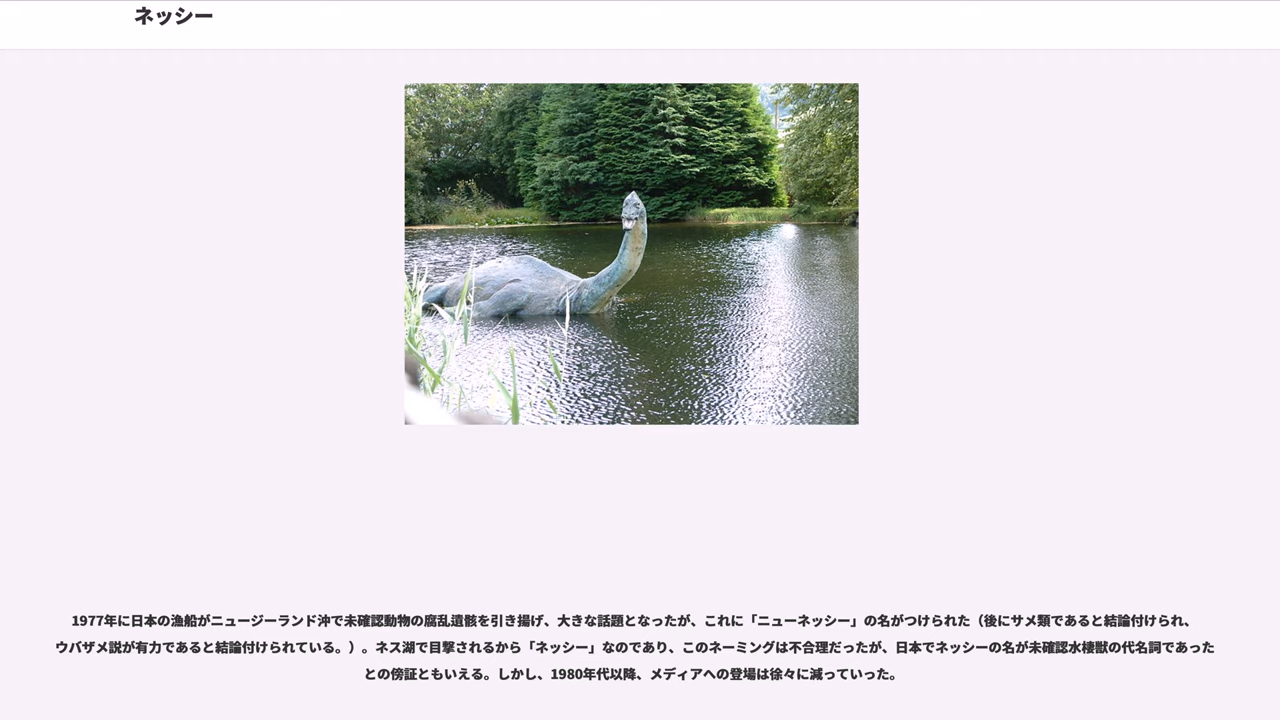 ネッシー
1977年に日本の漁船がニュージーランド沖で未確認動物の腐乱遺骸を引き揚げ、大きな話題となったが、これに「ニューネッシー」の名がつけられた（後にサメ類であると結論付けられ、
ウバザメ説が有力であると結論付けられている。）。ネス湖で目撃されるから「ネッシー」なのであり、このネーミングは不合理だったが、日本でネッシーの名が未確認水棲獣の代名詞であった
との傍証ともいえる。しかし、1980年代以降、メディアへの登場は徐々に減っていった。